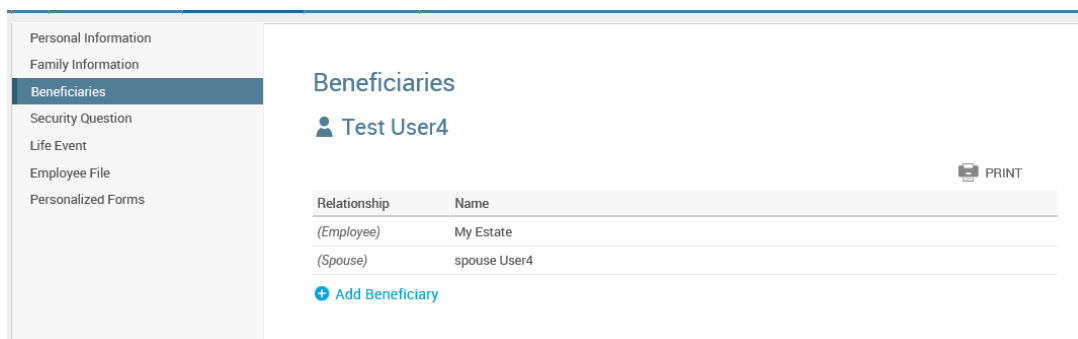 Personal Information
Family Information
Beneficiaries
Security Question
Life Event
Employee File
Personalized Forms
Beneficiaries
Test User4
PRINT
Relationship Name
(Employee) My Estate
(Spouse) spouse User4
Add Beneficiary